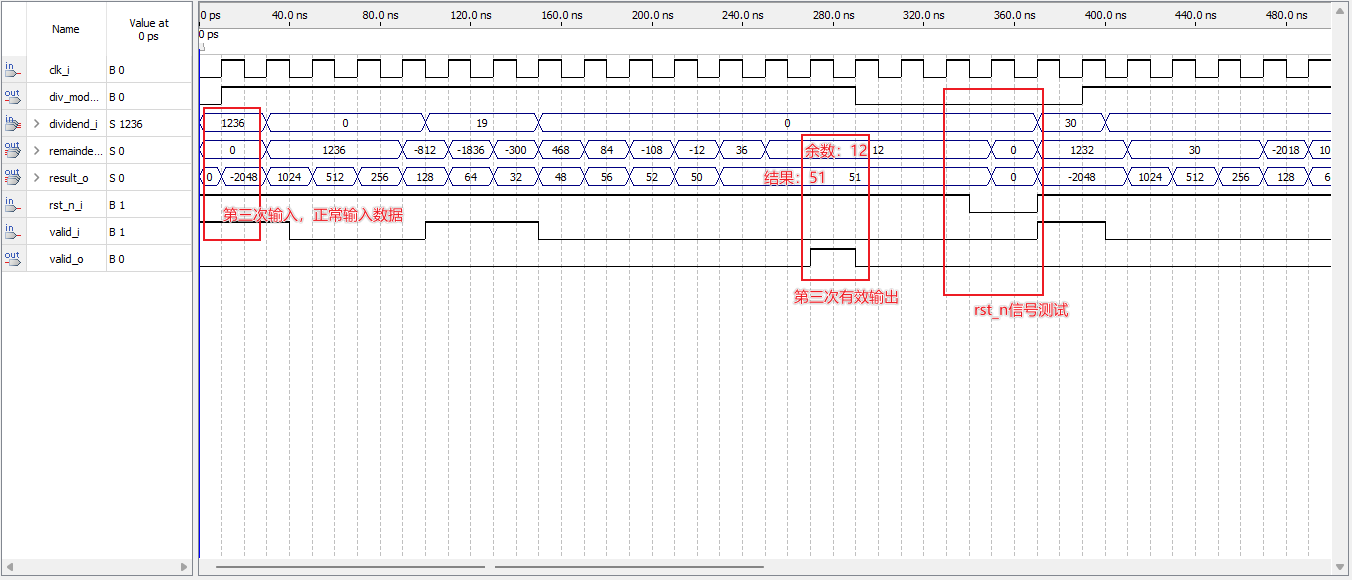 Name
Value at
0 ps
0 ps 40.0 ns 80.0 ns 120.0 ns 160.0 ns 200.0 ns 240.0 ns 280.0 ns 320.0 ns 360.0 ns 400.0 ns 440.0 ns 480.0 ns
0 ps
in clk_i B 0
out div_mod... B 0
in dividend_i S 1236 1236 0 19 0 30
out remainde... S 0 0 1236 -812 -1836 -300 468 84 -108 -12 36 余数：12 12 0 1232 30 -2018 10
out result_o S 0 0 -2048 1024 512 256 128 64 32 48 56 52 50 结果：51 51 0 -2048 1024 512 256 128 6
in rst_n_i B 1
第三次输入，正常输入数据
in valid_i B 1
out valid_o B 0
第三次有效输出
rst_n信号测试